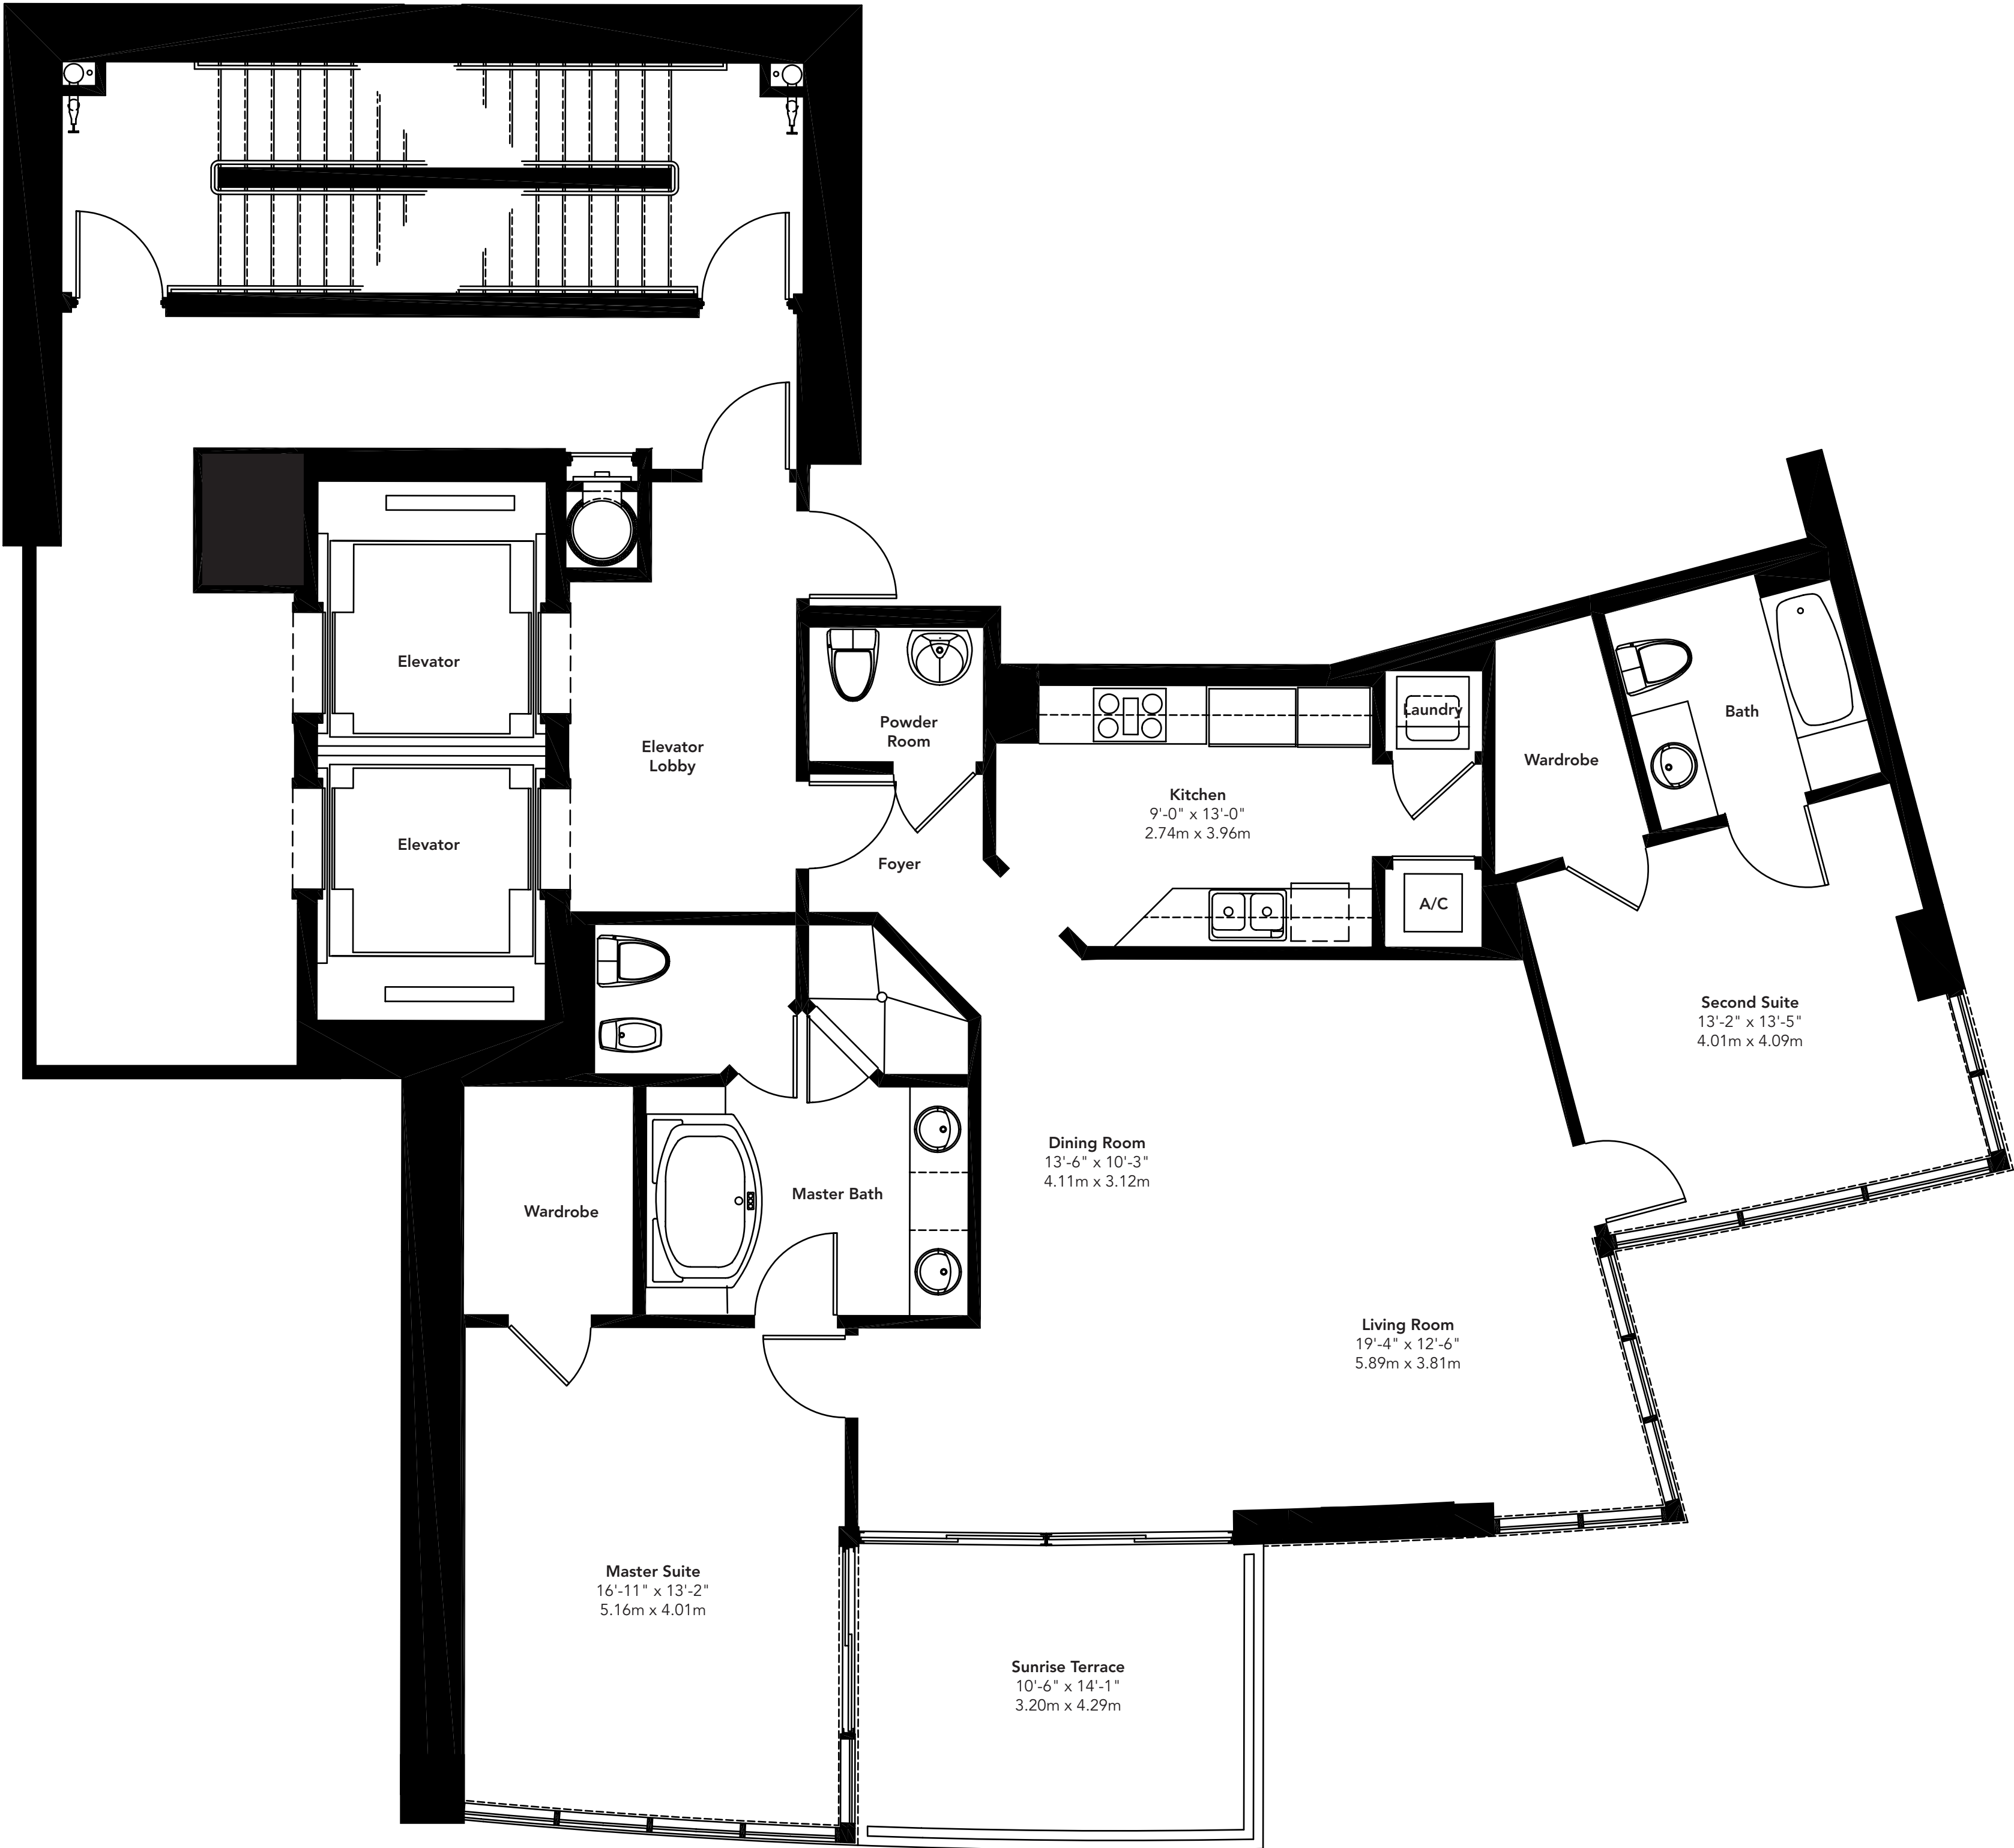 Elevator
Elevator
Elevator
Lobby
Powder
Room
Foyer
Kitchen
9'-0" x 13'-0"
2.74m x 3.96m
Laundry
A/C
Wardrobe
Bath
Second Suite
13'-2" x 13'-5"
4.01m x 4.09m
Dining Room
13'-6" x 10'-3"
4.11m x 3.12m
Master Bath
Wardrobe
Living Room
19'-4" x 12'-6"
5.89m x 3.81m
Master Suite
16'-11" x 13'-2"
5.16m x 4.01m
Sunrise Terrace
10'-6" x 14'-1"
3.20m x 4.29m